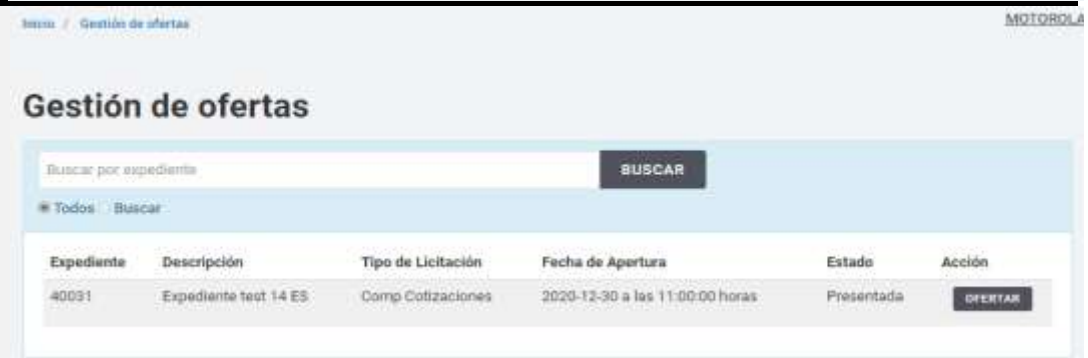 Inicio / Gestión de ofertas
MOTOROLA
Gestión de ofertas
Buscar por expediente
BUSCAR
Todos Buscar
Expediente Descripción Tipo de Licitación Fecha de Apertura Estado Acción
40031 Expediente test 14 ES Comp Cotizaciones 2020-12-30 a las 11:00:00 horas Presentada OFERTAR